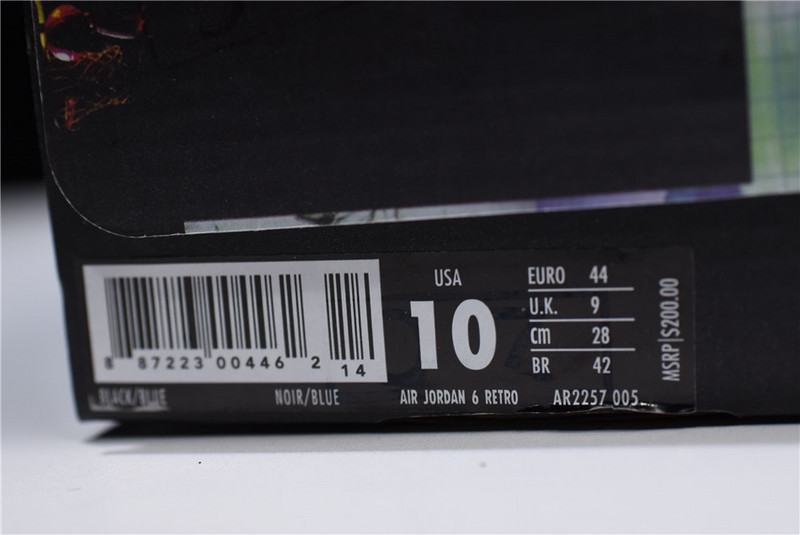 USA
10
EURO 44
U.K. 9
cm 28
BR 42
MSRP|$200.00
8 87223 00446 2 14
BLACK/BLUE NOIR/BLUE AIR JORDAN 6 RETRO AR2257 005